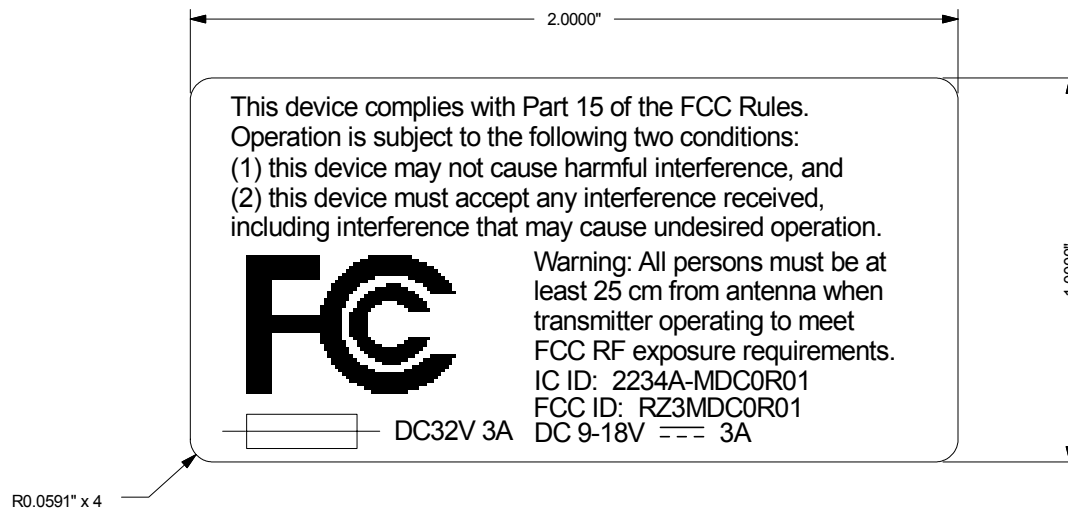 2.0000"
This device complies with Part 15 of the FCC Rules.
Operation is subject to the following two conditions:
(1) this device may not cause harmful interference, and
(2) this device must accept any interference received,
including interference that may cause undesired operation.
FCC
Warning: All persons must be at
least 25 cm from antenna when
transmitter operating to meet
FCC RF exposure requirements.
IC ID: 2234A-MDC0R01
FCC ID: RZ3MDC0R01
DC32V 3A
DC 9-18V 3A
R0.0591" x 4